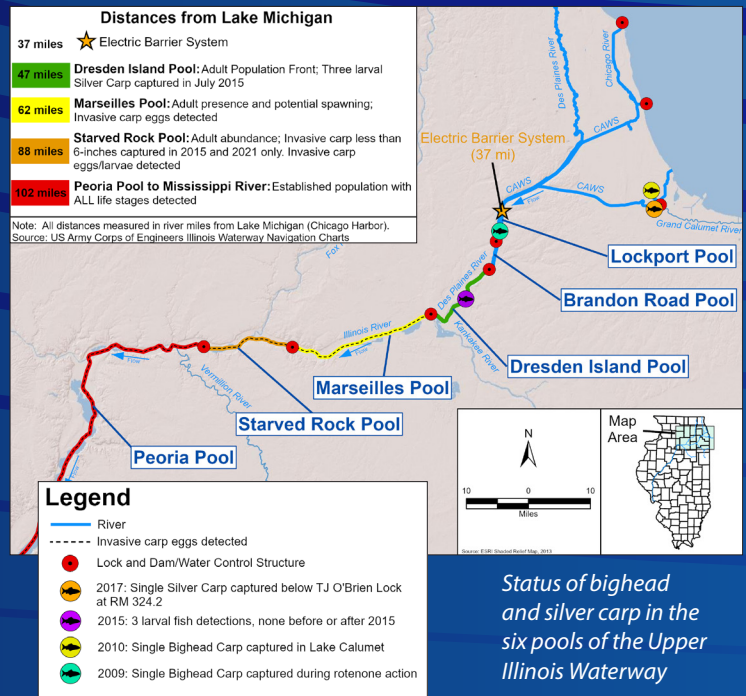 Distances from Lake Michigan
37 miles
Electric Barrier System
47 miles
Dresden Island Pool: Adult Population Front; Three larval
Silver Carp captured in July 2015
62 miles
Marseilles Pool: Adult presence and potential spawning;
Invasive carp eggs detected
88 miles
Starved Rock Pool: Adult abundance; Invasive carp less than
6-inches captured in 2015 and 2021 only. Invasive carp
eggs/larvae detected
102 miles
Peoria Pool to Mississippi River: Established population with
ALL life stages detected
Note: All distances measured in river miles from Lake Michigan (Chicago Harbor).
Source: US Army Corps of Engineers Illinois Waterway Navigation Charts
Des Plaines River
Chicago River
CAWS
Electric Barrier System
(37 mi)
CAWS
CAWS
Flow
Grand Calumet River
Fox
Lockport Pool
Des Plaines River
Brandon Road Pool
Illinois River
Flow
Kankakee River
Dresden Island Pool
Marseilles Pool
Flow
Vermilion River
Starved Rock Pool
Peoria Pool
Flow
N
10
0
10
Miles
Source: ESRI Shaded Relief Map, 2013
Map
Area
Legend
River
Invasive carp eggs detected
Lock and Dam/Water Control Structure
2017: Single Silver Carp captured below TJ O'Brien Lock
at RM 324.2
2015: 3 larval fish detections, none before or after 2015
2010: Single Bighead Carp captured in Lake Calumet
2009: Single Bighead Carp captured during rotenone action
Status of bighead
and silver carp in the
six pools of the Upper
Illinois Waterway